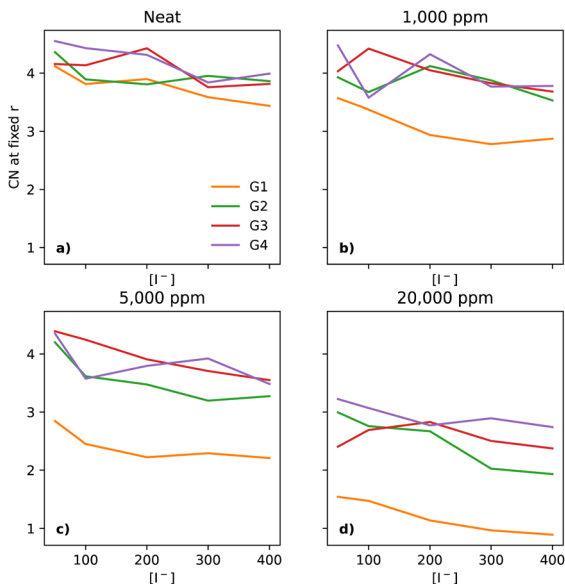 Neat
1,000 ppm
CN at fixed r
4
3
2
1
G1
G2
G3
G4
a)
b)
[I⁻]
[I⁻]
5,000 ppm
20,000 ppm
4
3
2
1
c)
d)
100 200 300 400
100 200 300 400
[I⁻]
[I⁻]